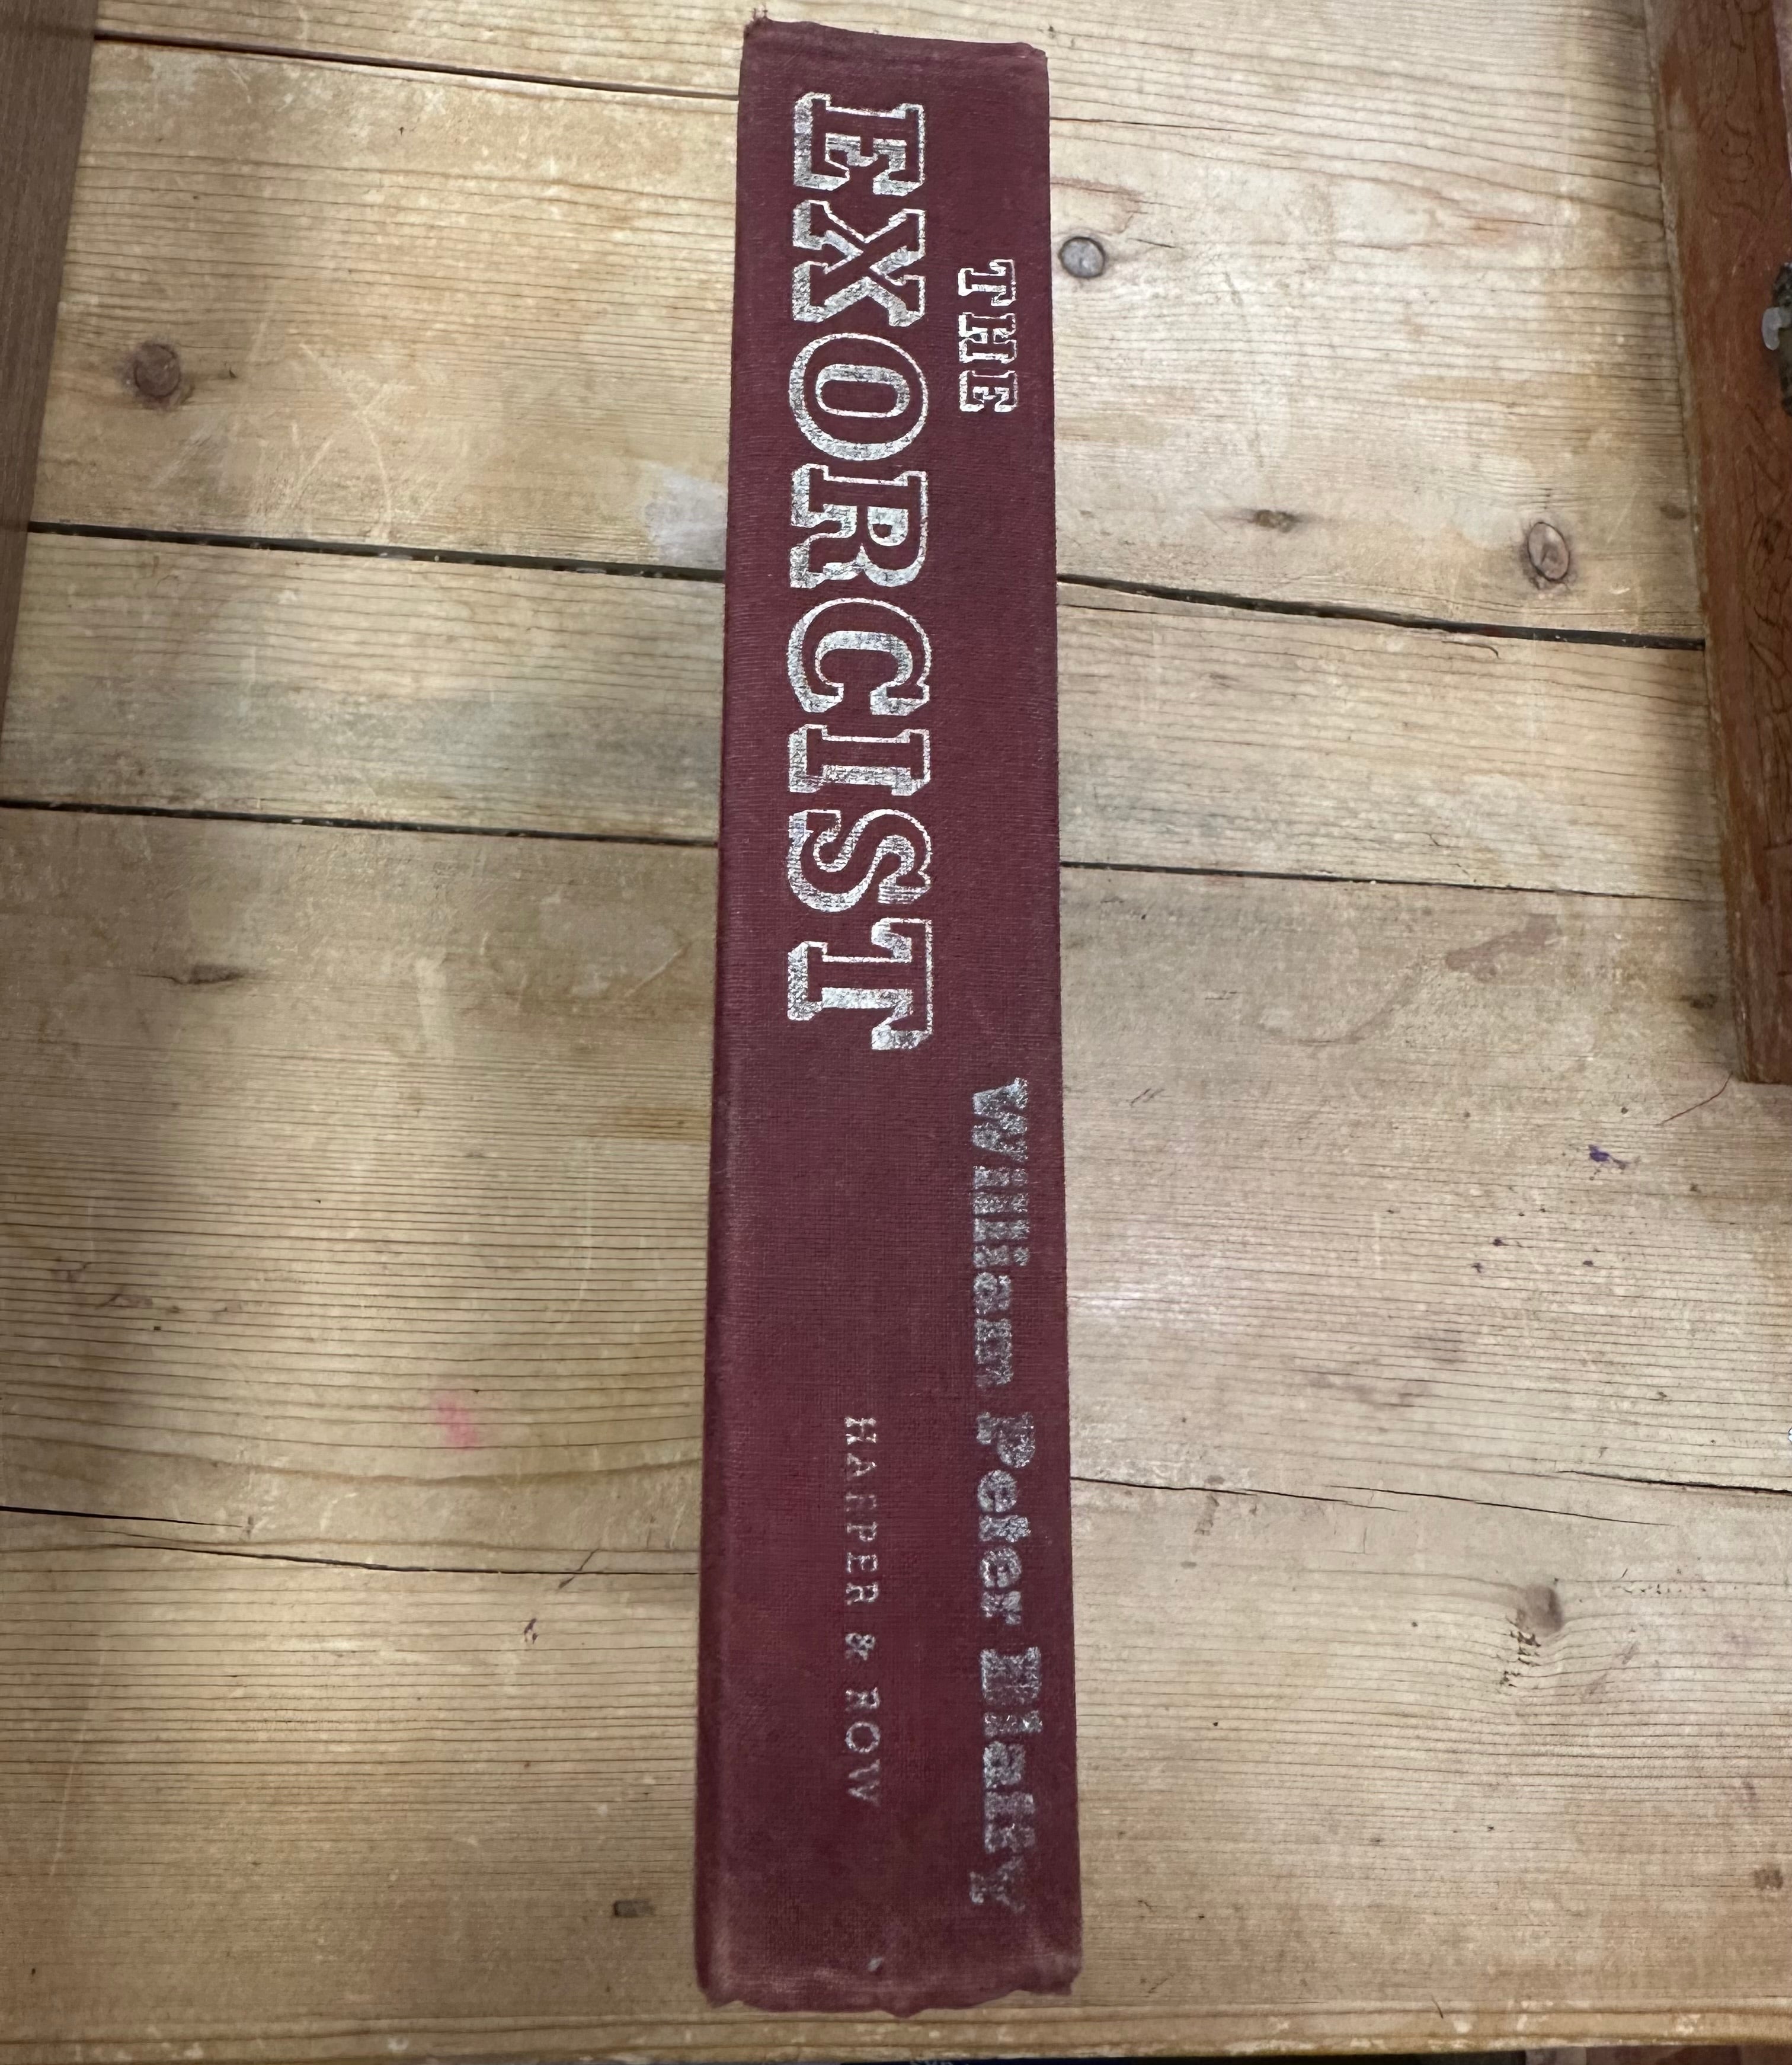 THE
EXORCIST
William Peter Blatty
HARPER & ROW